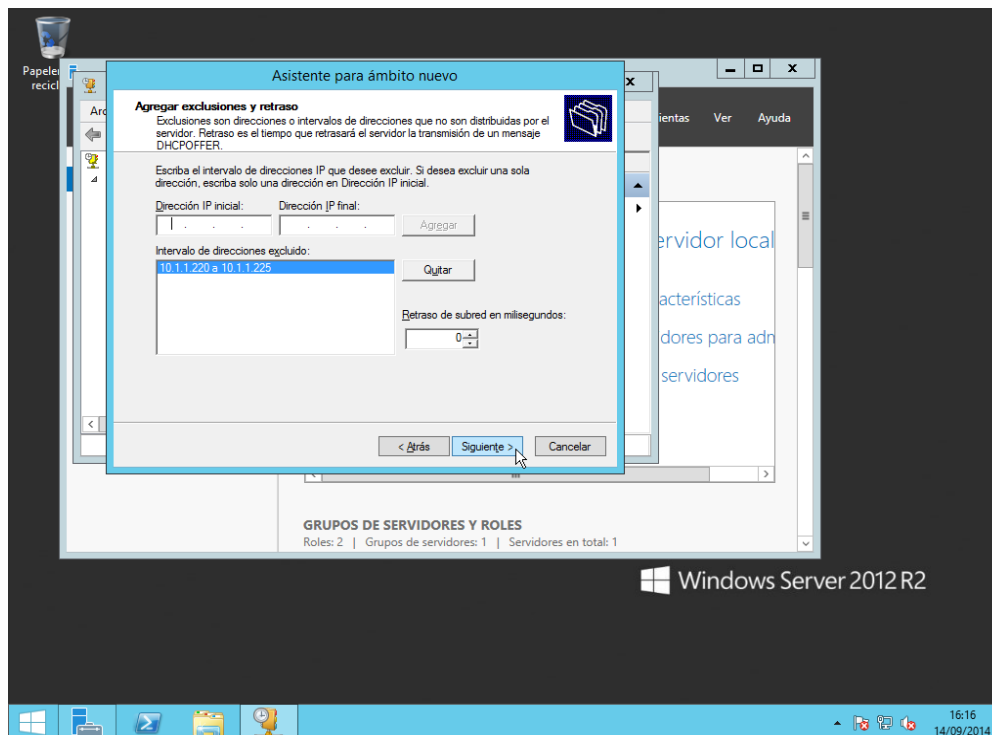 Papele
recicl
Asistente para ámbito nuevo
Arc
ientas Ver Ayuda
Agregar exclusiones y retraso
Exclusiones son direcciones o intervalos de direcciones que no son distribuidas por el
servidor. Retraso es el tiempo que retrasará el servidor la transmisión de un mensaje
DHCPOFFER.
Escriba el intervalo de direcciones IP que desee excluir. Si desea excluir una sola
dirección, escriba solo una dirección en Dirección IP inicial.
Dirección IP inicial: Dirección IP final:
Agregar
Intervalo de direcciones excluido:
10.1.1.220 a 10.1.1.225
Quitar
Retraso de subred en milisegundos:
0
< Atrás Siguiente > Cancelar
ervidor local
acterísticas
dores para adn
servidores
GRUPOS DE SERVIDORES Y ROLES
Roles: 2 | Grupos de servidores: 1 | Servidores en total: 1
Windows Server 2012 R2
16:16
14/09/2014